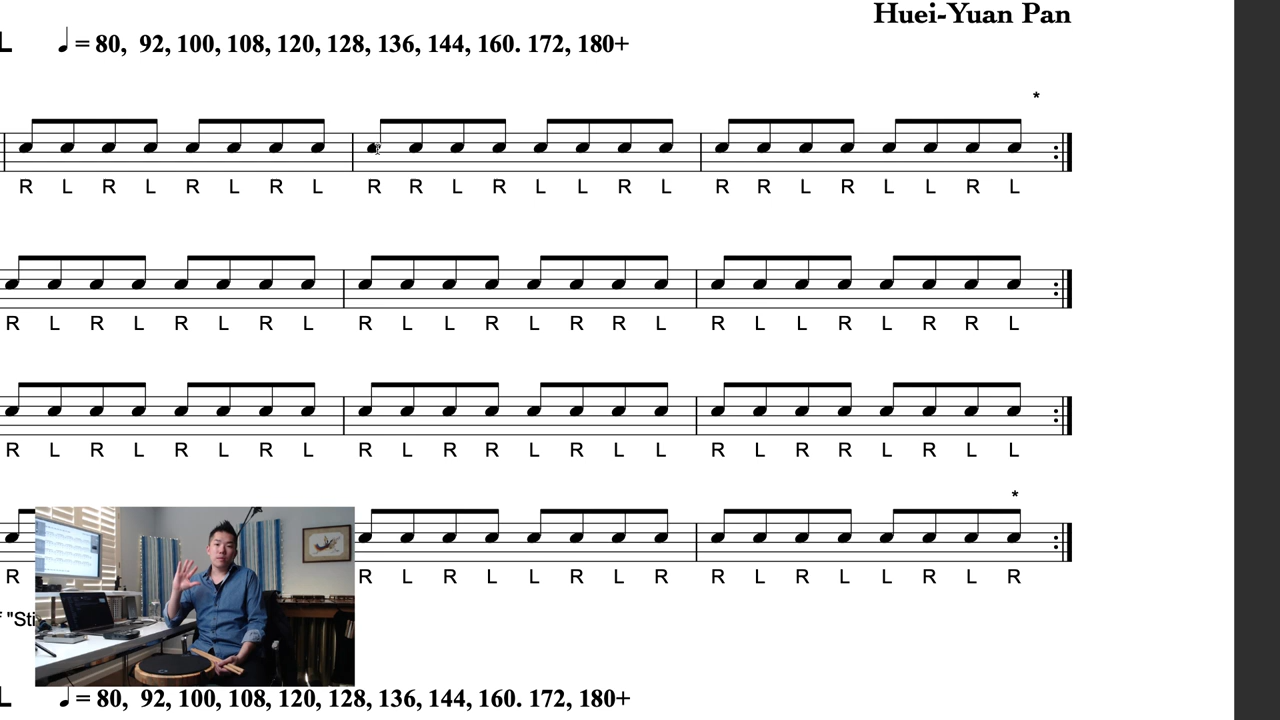 Huei-Yuan Pan
L ♩ = 80, 92, 100, 108, 120, 128, 136, 144, 160. 172, 180+
*
R L R L R L R L R R L R L L R L R R L R L L R L
R L R L R L R L R L L R L R R L R L L R L R R L
R L R L R L R L R L R R L R L L R L R R L R L L
*
R R L R L L R L R R L R L L R L R
f "Sti
L ♩ = 80, 92, 100, 108, 120, 128, 136, 144, 160. 172, 180+